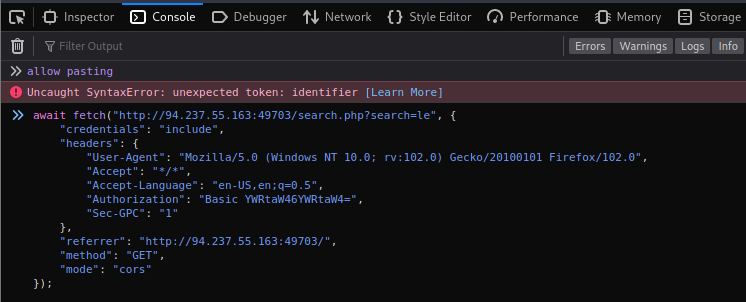 Inspector Console Debugger Network Style Editor Performance Memory Storage
Filter Output Errors Warnings Logs Info
allow pasting
Uncaught SyntaxError: unexpected token: identifier [Learn More]
await fetch("http://94.237.55.163:49703/search.php?search=le", {
    "credentials": "include",
    "headers": {
        "User-Agent": "Mozilla/5.0 (Windows NT 10.0; rv:102.0) Gecko/20100101 Firefox/102.0",
        "Accept": "*/*",
        "Accept-Language": "en-US,en;q=0.5",
        "Authorization": "Basic YWRtaW46YWRtaW4=",
        "Sec-GPC": "1"
    },
    "referrer": "http://94.237.55.163:49703/",
    "method": "GET",
    "mode": "cors"
});